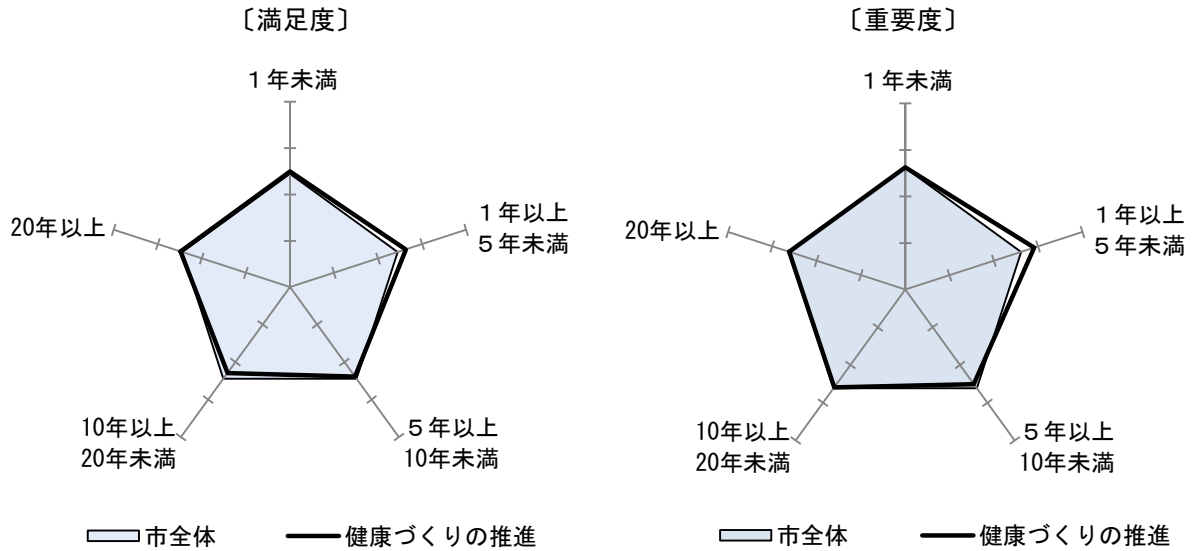 〔満足度〕
１年未満
１年以上
５年未満
５年以上
10年未満
10年以上
20年未満
20年以上
市全体
健康づくりの推進
〔重要度〕
１年未満
１年以上
５年未満
５年以上
10年未満
10年以上
20年未満
20年以上
市全体
健康づくりの推進